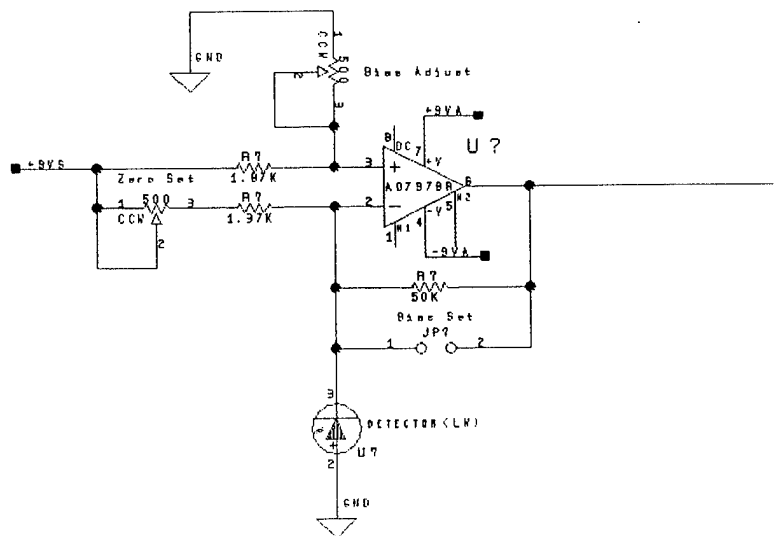 GND
1
CCW
500
2
3
Bias Adjust
+9VA
8
DC
7
+V
U ?
+9VS
R?
1.87K
3
+
AD797BR
6
Zero Set
500
1
3
CCW
2
R?
2
-
N2
5
-V
4
N1
1
-9VA
R?
50K
Bias Set
JP?
1
2
3
DETECTOR(LW)
+
U?
2
GND